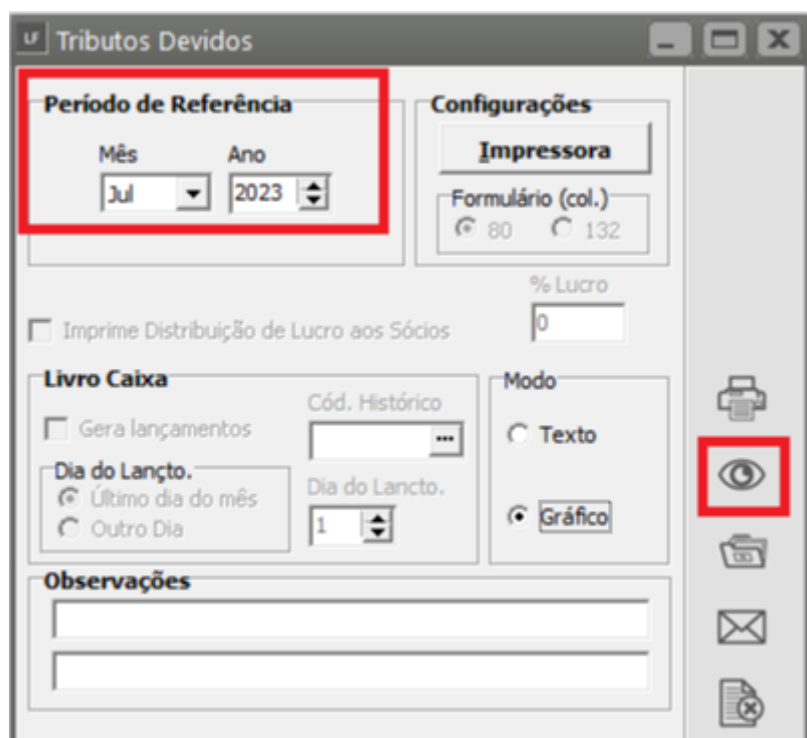 LF Tributos Devidos
Período de Referência
Mês Ano
Jul 2023
Configurações
Impressora
Formulário (col.)
80 132
% Lucro
Imprime Distribuição de Lucro aos Sócios 0
Livro Caixa
Gera lançamentos
Cód. Histórico
...
Dia do Lançto.
Último dia do mês
Outro Dia
Dia do Lancto.
1
Modo
Texto
Gráfico
Observações